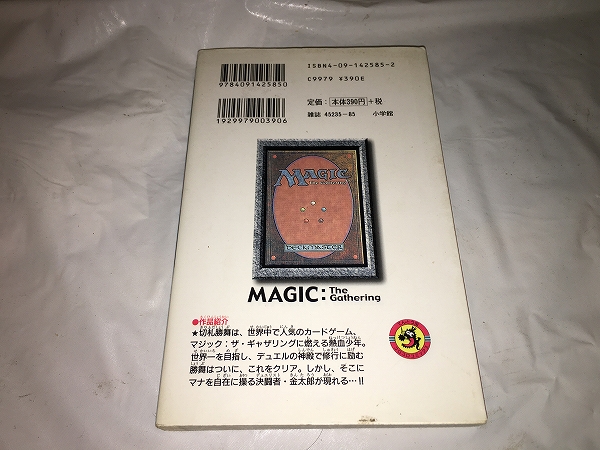 ISBN4-09-142585-2
C9979 ¥390E
9784091425850
1929979003906
定価：本体390円+税
雑誌 45235-85 小学館
MAGIC
The Gathering
DECKMASTER
MAGIC: The Gathering
●作品紹介
★切札勝舞は、世界中で人気のカードゲーム、
マジック：ザ・ギャザリングに燃える熱血少年。
世界一を目指し、デュエルの神殿で修行に励む
勝舞はついに、これをクリア。しかし、そこに
マナを自在に操る決闘者・金太郎が現れる…!!